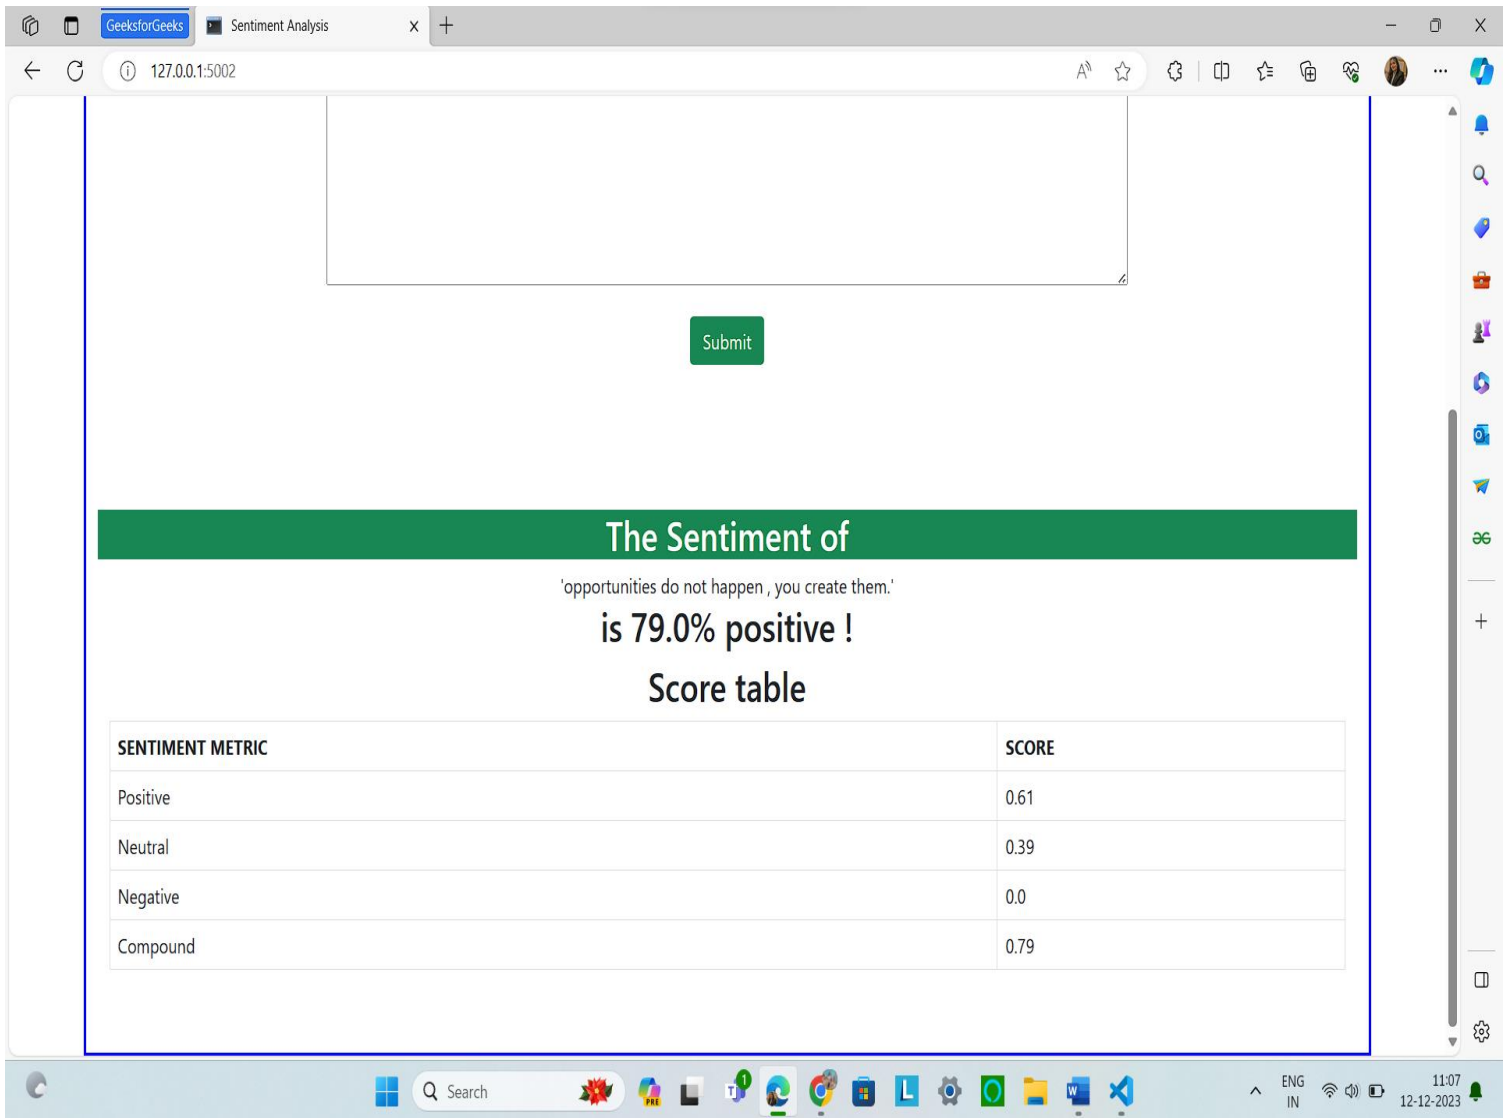 GeeksforGeeks
Sentiment Analysis
127.0.0.1:5002
Submit
The Sentiment of
'opportunities do not happen , you create them.'
is 79.0% positive !
Score table
SENTIMENT METRIC SCORE
Positive 0.61
Neutral 0.39
Negative 0.0
Compound 0.79
Search
PRE
1
ENG
IN
11:07
12-12-2023